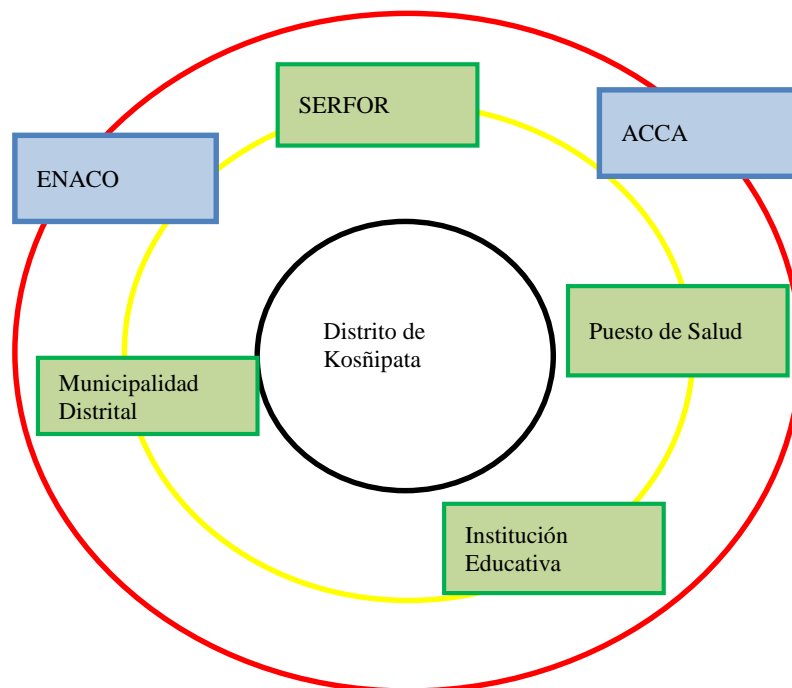 SERFOR
ACCA
ENACO
Distrito de
Kosñipata
Puesto de Salud
Municipalidad
Distrital
Institución
Educativa